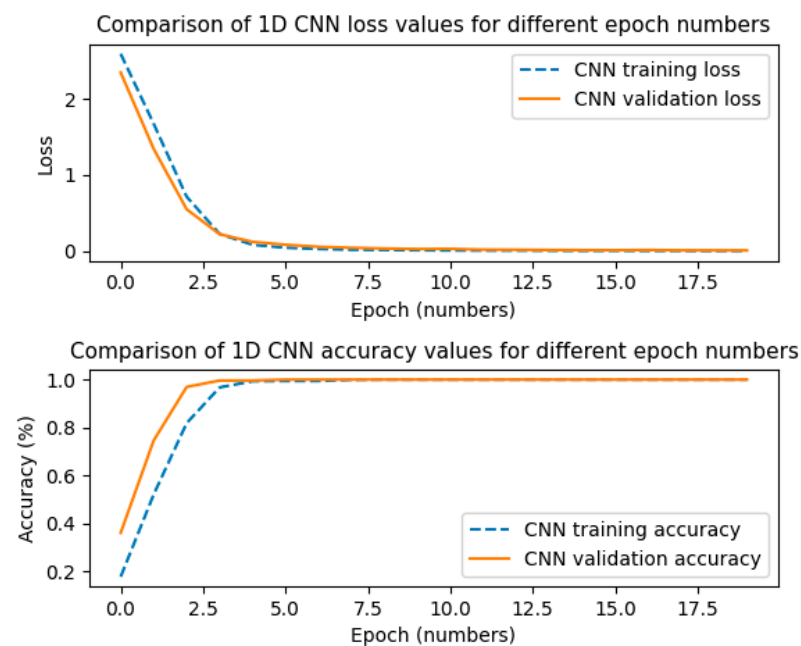 Comparison of 1D CNN loss values for different epoch numbers
CNN training loss
CNN validation loss
Loss
2
1
0
0.0 2.5 5.0 7.5 10.0 12.5 15.0 17.5
Epoch (numbers)
Comparison of 1D CNN accuracy values for different epoch numbers
Accuracy (%)
1.0
0.8
0.6
0.4
0.2
CNN training accuracy
CNN validation accuracy
0.0 2.5 5.0 7.5 10.0 12.5 15.0 17.5
Epoch (numbers)